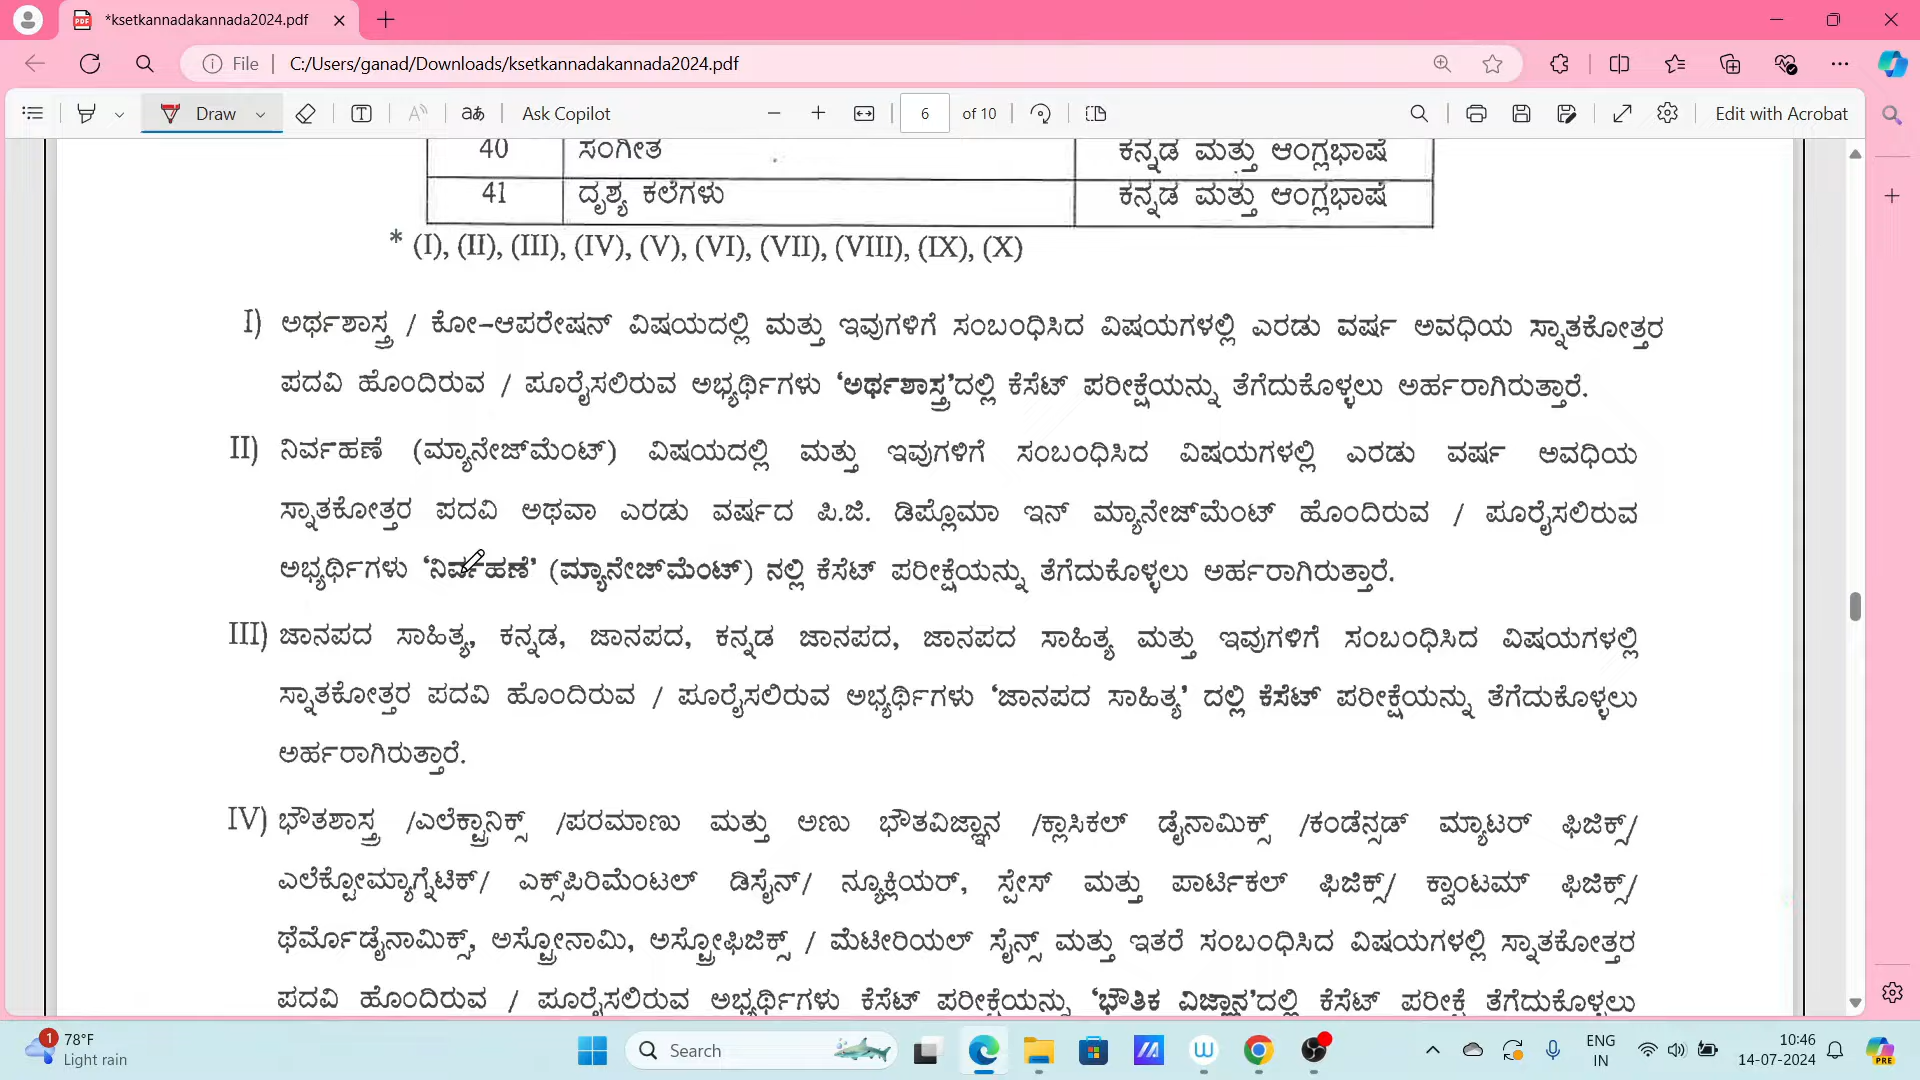 *ksetkannadakannada2024.pdf
File | C:/Users/ganad/Downloads/ksetkannadakannada2024.pdf
Draw
Ask Copilot
6 of 10
Edit with Acrobat
40 ಸಂಗೀತ ಕನ್ನಡ ಮತ್ತು ಆಂಗ್ಲಭಾಷೆ
41 ದೃಶ್ಯ ಕಲೆಗಳು ಕನ್ನಡ ಮತ್ತು ಆಂಗ್ಲಭಾಷೆ
* (I), (II), (III), (IV), (V), (VI), (VII), (VIII), (IX), (X)
I) ಅರ್ಥಶಾಸ್ತ್ರ / ಕೋ-ಆಪರೇಷನ್ ವಿಷಯದಲ್ಲಿ ಮತ್ತು ಇವುಗಳಿಗೆ ಸಂಬಂಧಿಸಿದ ವಿಷಯಗಳಲ್ಲಿ ಎರಡು ವರ್ಷ ಅವಧಿಯ ಸ್ನಾತಕೋತ್ತರ
ಪದವಿ ಹೊಂದಿರುವ / ಪೂರೈಸಲಿರುವ ಅಭ್ಯರ್ಥಿಗಳು ‘ಅರ್ಥಶಾಸ್ತ್ರ’ದಲ್ಲಿ ಕೆಸೆಟ್ ಪರೀಕ್ಷೆಯನ್ನು ತೆಗೆದುಕೊಳ್ಳಲು ಅರ್ಹರಾಗಿರುತ್ತಾರೆ.
II) ನಿರ್ವಹಣೆ (ಮ್ಯಾನೇಜ್‌ಮೆಂಟ್) ವಿಷಯದಲ್ಲಿ ಮತ್ತು ಇವುಗಳಿಗೆ ಸಂಬಂಧಿಸಿದ ವಿಷಯಗಳಲ್ಲಿ ಎರಡು ವರ್ಷ ಅವಧಿಯ
ಸ್ನಾತಕೋತ್ತರ ಪದವಿ ಅಥವಾ ಎರಡು ವರ್ಷದ ಪಿ.ಜಿ. ಡಿಪ್ಲೊಮಾ ಇನ್ ಮ್ಯಾನೇಜ್‌ಮೆಂಟ್ ಹೊಂದಿರುವ / ಪೂರೈಸಲಿರುವ
ಅಭ್ಯರ್ಥಿಗಳು ‘ನಿರ್ವಹಣೆ’ (ಮ್ಯಾನೇಜ್‌ಮೆಂಟ್) ನಲ್ಲಿ ಕೆಸೆಟ್ ಪರೀಕ್ಷೆಯನ್ನು ತೆಗೆದುಕೊಳ್ಳಲು ಅರ್ಹರಾಗಿರುತ್ತಾರೆ.
III) ಜಾನಪದ ಸಾಹಿತ್ಯ, ಕನ್ನಡ, ಜಾನಪದ, ಕನ್ನಡ ಜಾನಪದ, ಜಾನಪದ ಸಾಹಿತ್ಯ ಮತ್ತು ಇವುಗಳಿಗೆ ಸಂಬಂಧಿಸಿದ ವಿಷಯಗಳಲ್ಲಿ
ಸ್ನಾತಕೋತ್ತರ ಪದವಿ ಹೊಂದಿರುವ / ಪೂರೈಸಲಿರುವ ಅಭ್ಯರ್ಥಿಗಳು ‘ಜಾನಪದ ಸಾಹಿತ್ಯ’ ದಲ್ಲಿ ಕೆಸೆಟ್ ಪರೀಕ್ಷೆಯನ್ನು ತೆಗೆದುಕೊಳ್ಳಲು
ಅರ್ಹರಾಗಿರುತ್ತಾರೆ.
IV) ಭೌತಶಾಸ್ತ್ರ /ಎಲೆಕ್ಟ್ರಾನಿಕ್ಸ್ /ಪರಮಾಣು ಮತ್ತು ಅಣು ಭೌತವಿಜ್ಞಾನ /ಕ್ಲಾಸಿಕಲ್ ಡೈನಾಮಿಕ್ಸ್ /ಕಂಡೆನ್ಸಡ್ ಮ್ಯಾಟರ್ ಫಿಜಿಕ್ಸ್/
ಎಲೆಕ್ಟೋಮ್ಯಾಗ್ನೆಟಿಕ್/ ಎಕ್ಸ್‌ಪಿರಿಮೆಂಟಲ್ ಡಿಸೈನ್/ ನ್ಯೂಕ್ಲಿಯರ್, ಸ್ಪೇಸ್ ಮತ್ತು ಪಾರ್ಟಿಕಲ್ ಫಿಜಿಕ್ಸ್/ ಕ್ವಾಂಟಮ್ ಫಿಜಿಕ್ಸ್/
ಥೆರ್ಮೊಡೈನಾಮಿಕ್ಸ್, ಅಸ್ಟ್ರೋನಾಮಿ, ಅಸ್ಟ್ರೋಫಿಜಿಕ್ಸ್ / ಮೆಟೀರಿಯಲ್ ಸೈನ್ಸ್ ಮತ್ತು ಇತರೆ ಸಂಬಂಧಿಸಿದ ವಿಷಯಗಳಲ್ಲಿ ಸ್ನಾತಕೋತ್ತರ
ಪದವಿ ಹೊಂದಿರುವ / ಪೂರೈಸಲಿರುವ ಅಭ್ಯರ್ಥಿಗಳು ಕೆಸೆಟ್ ಪರೀಕ್ಷೆಯನ್ನು ‘ಭೌತಿಕ ವಿಜ್ಞಾನ’ದಲ್ಲಿ ಕೆಸೆಟ್ ಪರೀಕ್ಷೆ ತೆಗೆದುಕೊಳ್ಳಲು
1 78°F
Light rain
Search
ENG
IN
10:46
14-07-2024
PRE